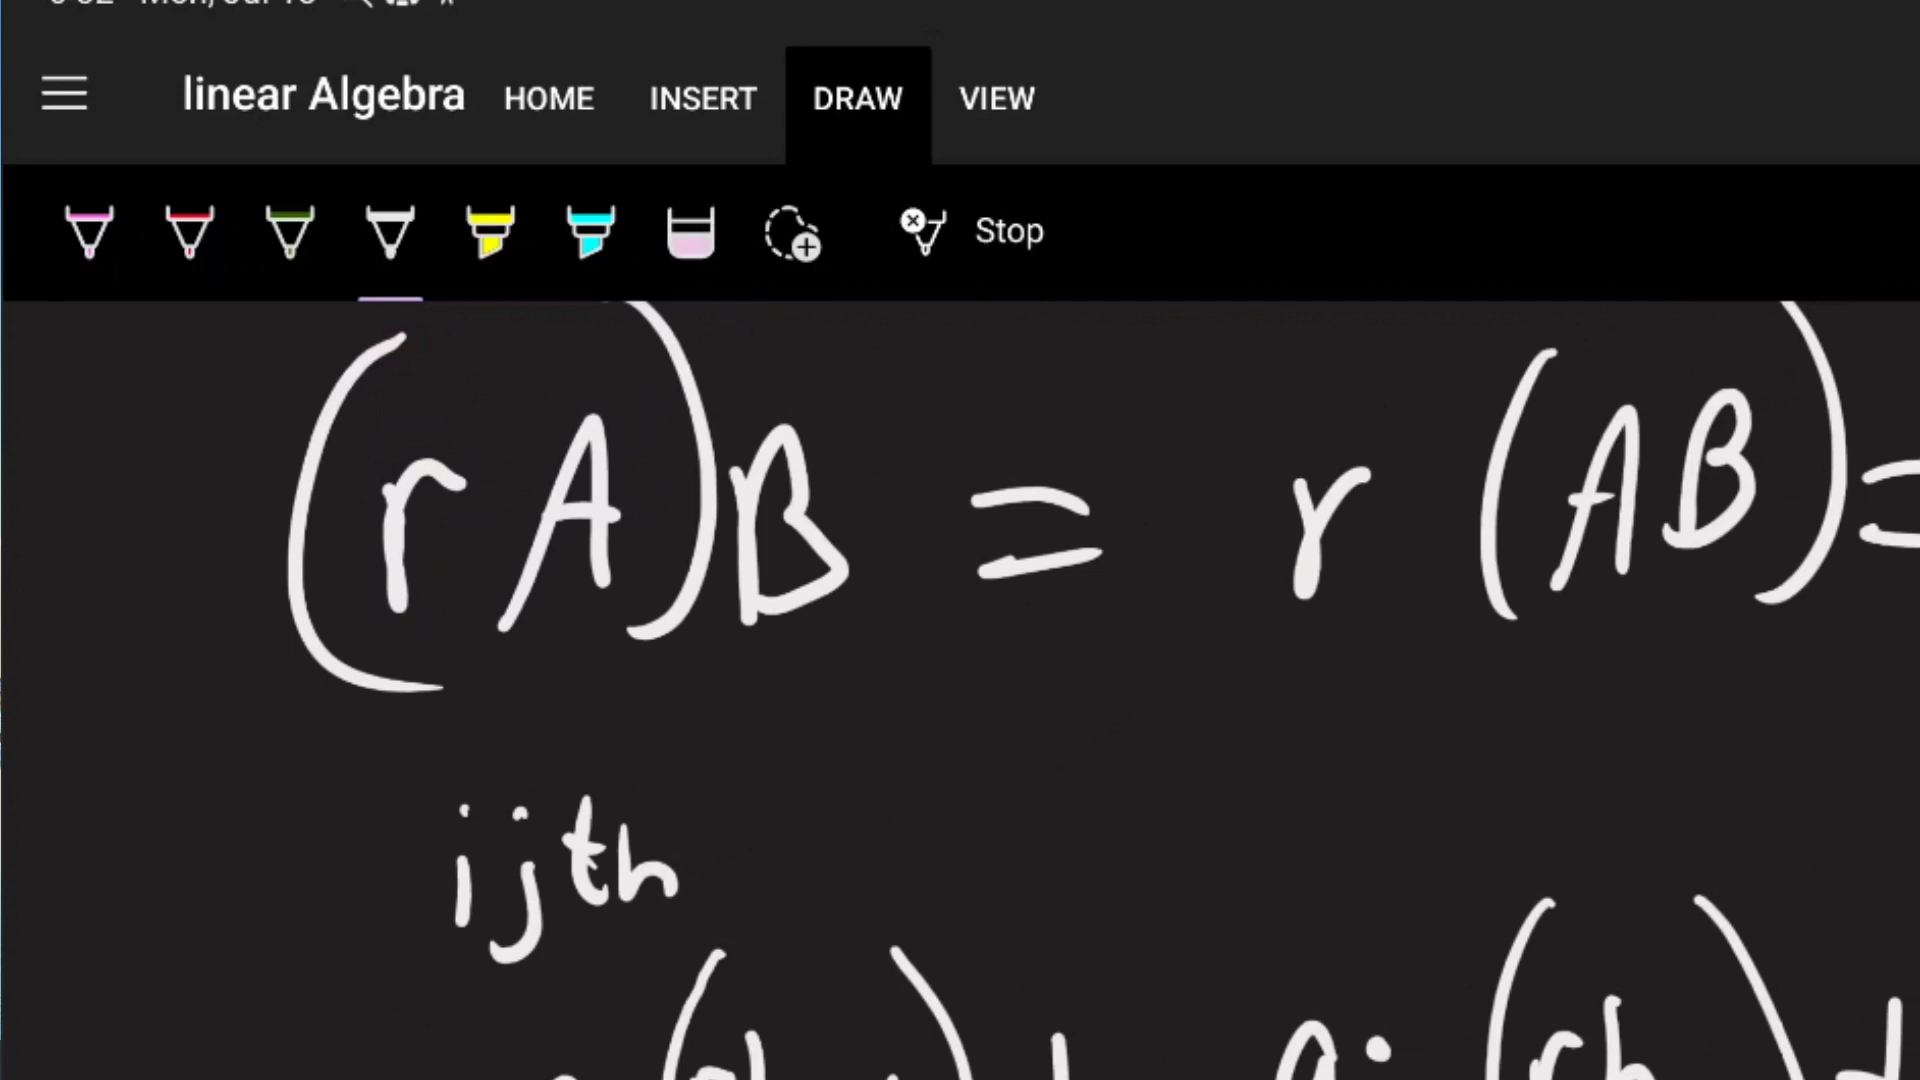 linear Algebra HOME INSERT DRAW VIEW
Stop
(rA)B = r (AB) =
ijth